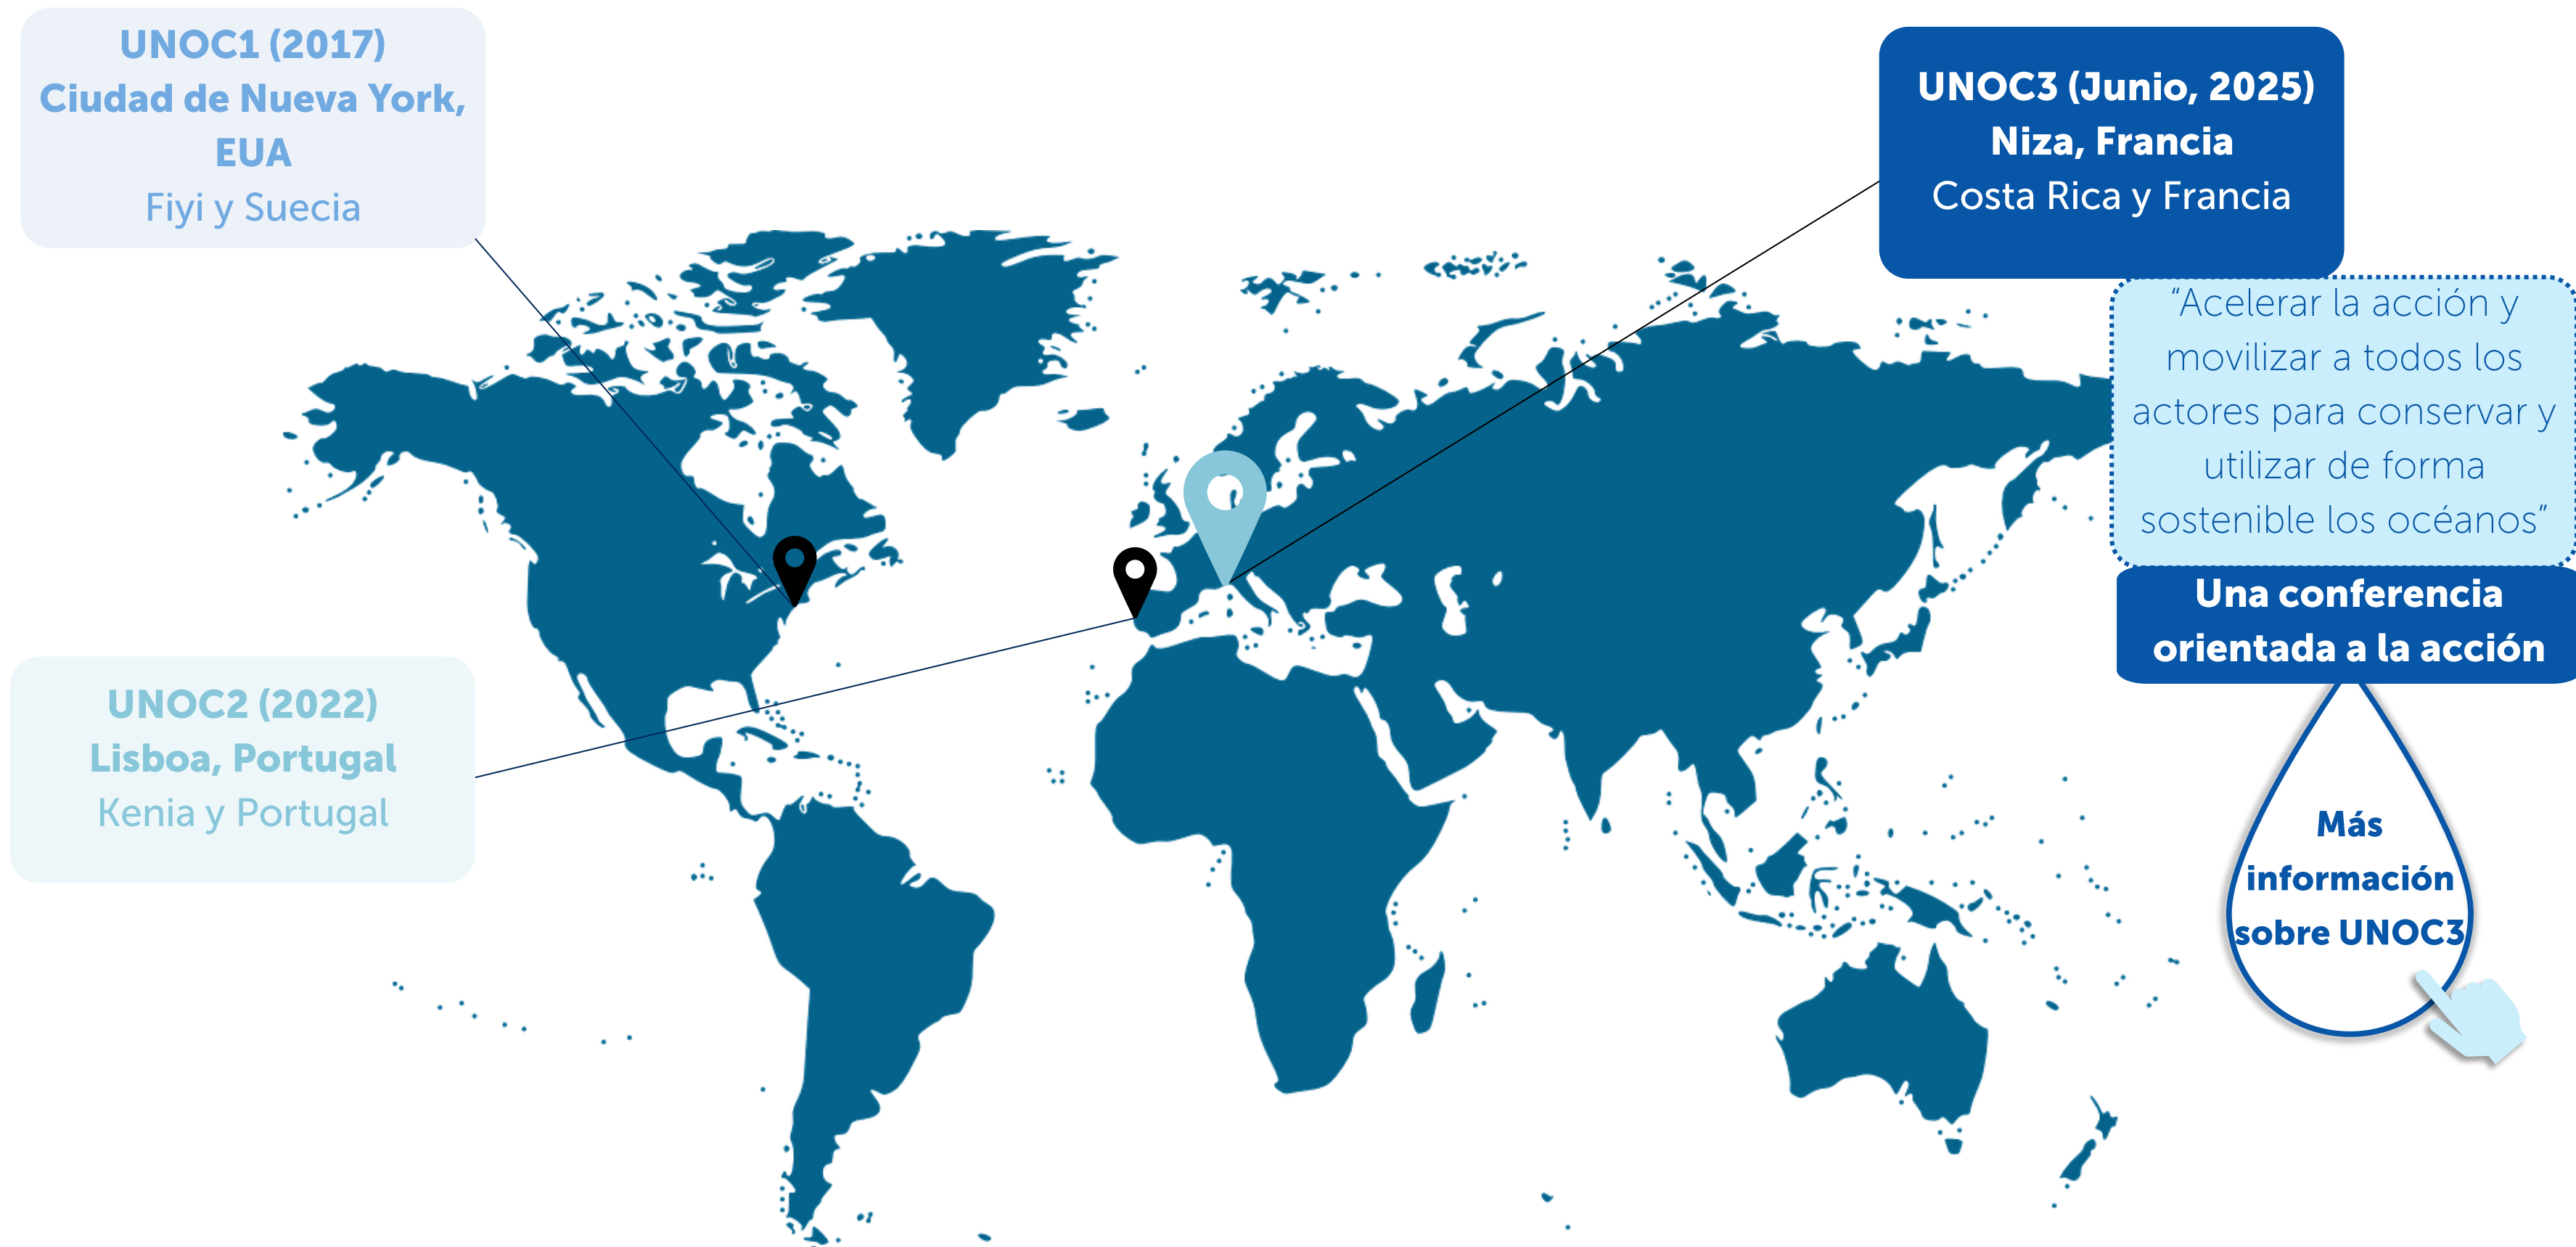 UNOC1 (2017)
Ciudad de Nueva York,
EUA
Fiyi y Suecia
UNOC3 (Junio, 2025)
Niza, Francia
Costa Rica y Francia
“Acelerar la acción y
movilizar a todos los
actores para conservar y
utilizar de forma
sostenible los océanos”
Una conferencia
orientada a la acción
UNOC2 (2022)
Lisboa, Portugal
Kenia y Portugal
Más
información
sobre UNOC3